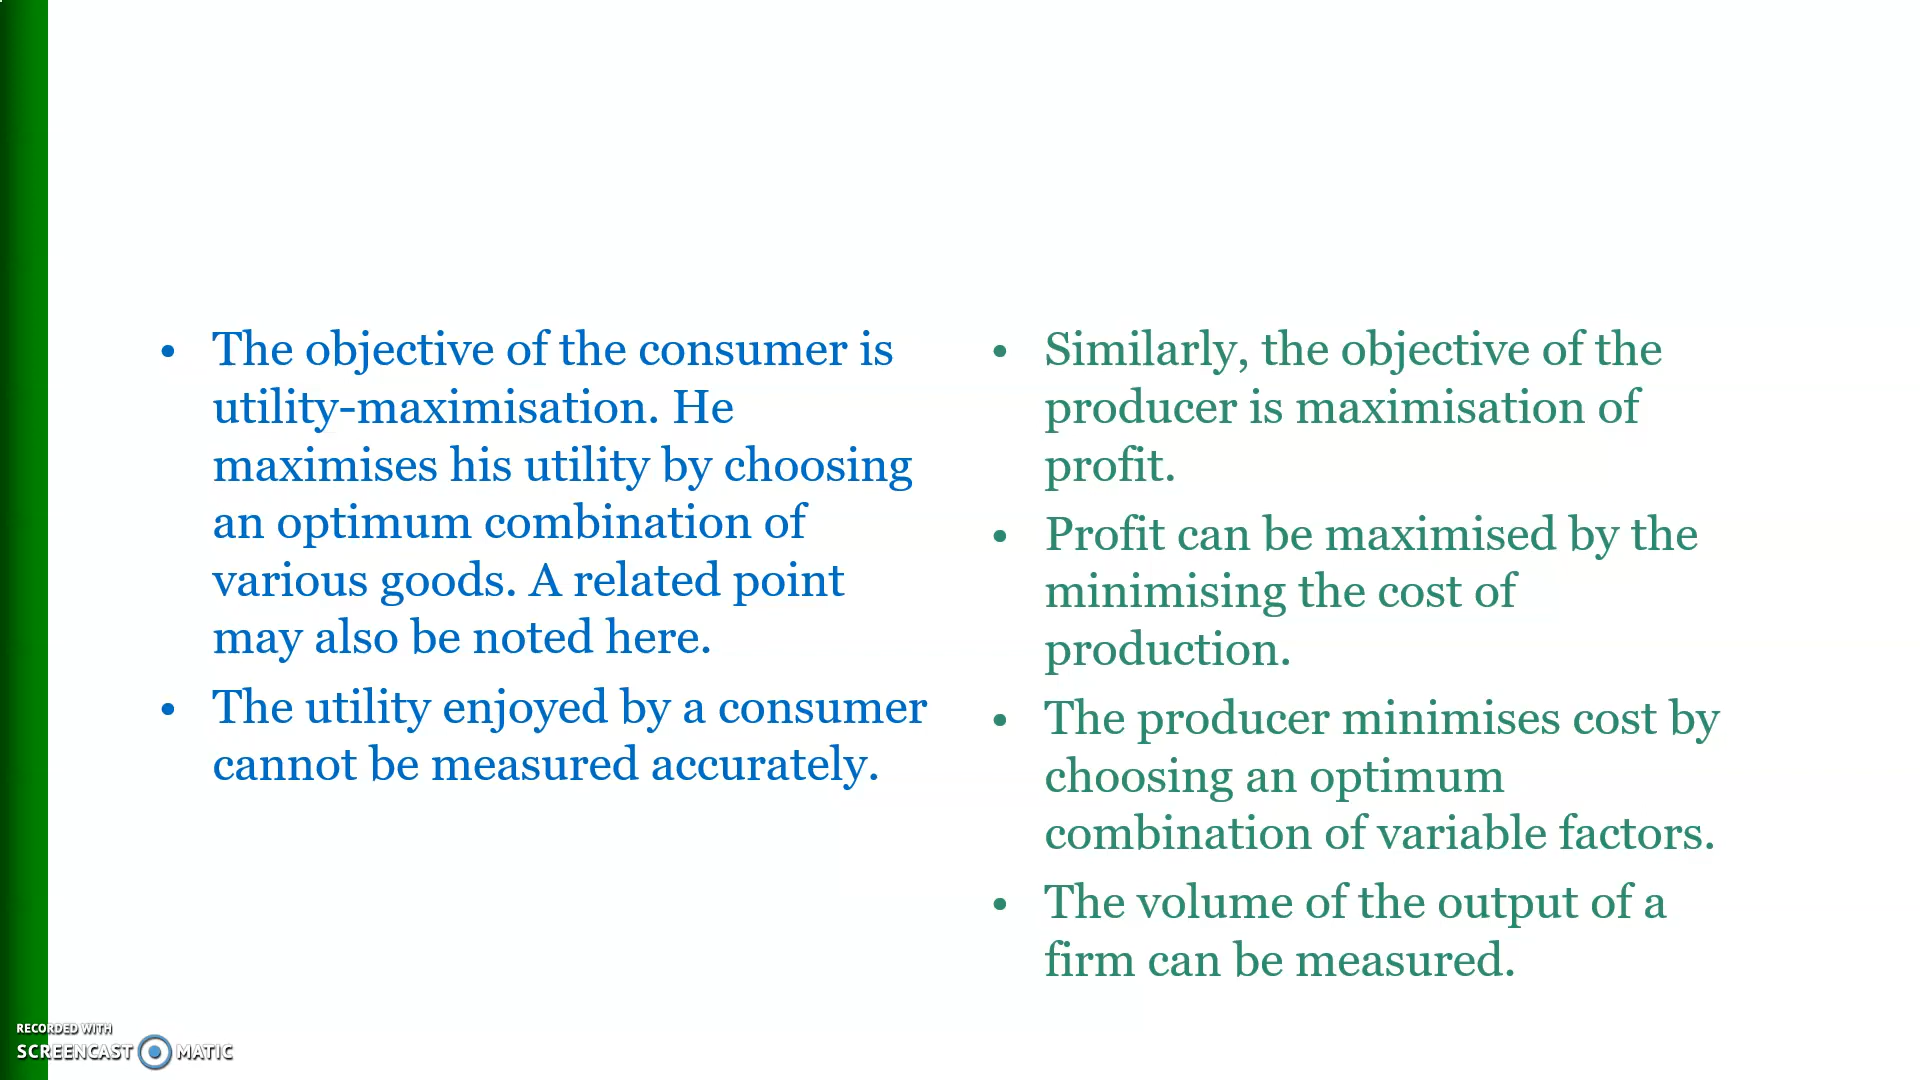 • The objective of the consumer is
utility-maximisation. He
maximises his utility by choosing
an optimum combination of
various goods. A related point
may also be noted here.
• The utility enjoyed by a consumer
cannot be measured accurately.
• Similarly, the objective of the
producer is maximisation of
profit.
• Profit can be maximised by the
minimising the cost of
production.
• The producer minimises cost by
choosing an optimum
combination of variable factors.
• The volume of the output of a
firm can be measured.
RECORDED WITH
SCREENCAST MATIC